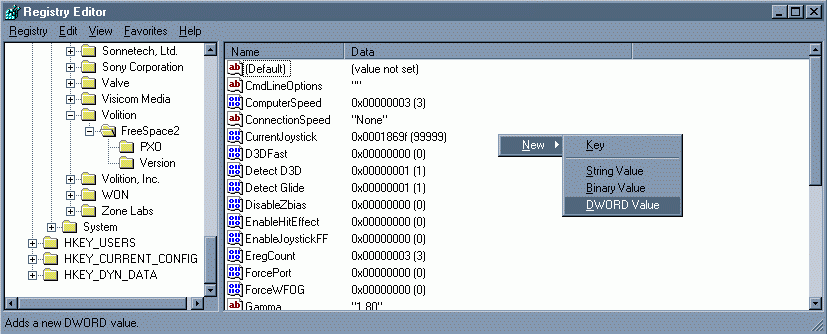 Registry Editor
Registry Edit View Favorites Help
Sonnetech, Ltd.
Sony Corporation
Valve
Visicom Media
Volition
FreeSpace2
PXO
Version
Volition, Inc.
WON
Zone Labs
System
HKEY_USERS
HKEY_CURRENT_CONFIG
HKEY_DYN_DATA
Name Data
(Default) (value not set)
CmdLineOptions ""
ComputerSpeed 0x00000003 (3)
ConnectionSpeed "None"
CurrentJoystick 0x0001869f (99999)
D3DFast 0x00000000 (0)
Detect D3D 0x00000001 (1)
Detect Glide 0x00000001 (1)
DisableZbias 0x00000000 (0)
EnableHitEffect 0x00000000 (0)
EnableJoystickFF 0x00000000 (0)
EregCount 0x00000003 (3)
ForcePort 0x00000000 (0)
ForceWFOG 0x00000000 (0)
Gamma "1.80"
New
Key
String Value
Binary Value
DWORD Value
Adds a new DWORD value.